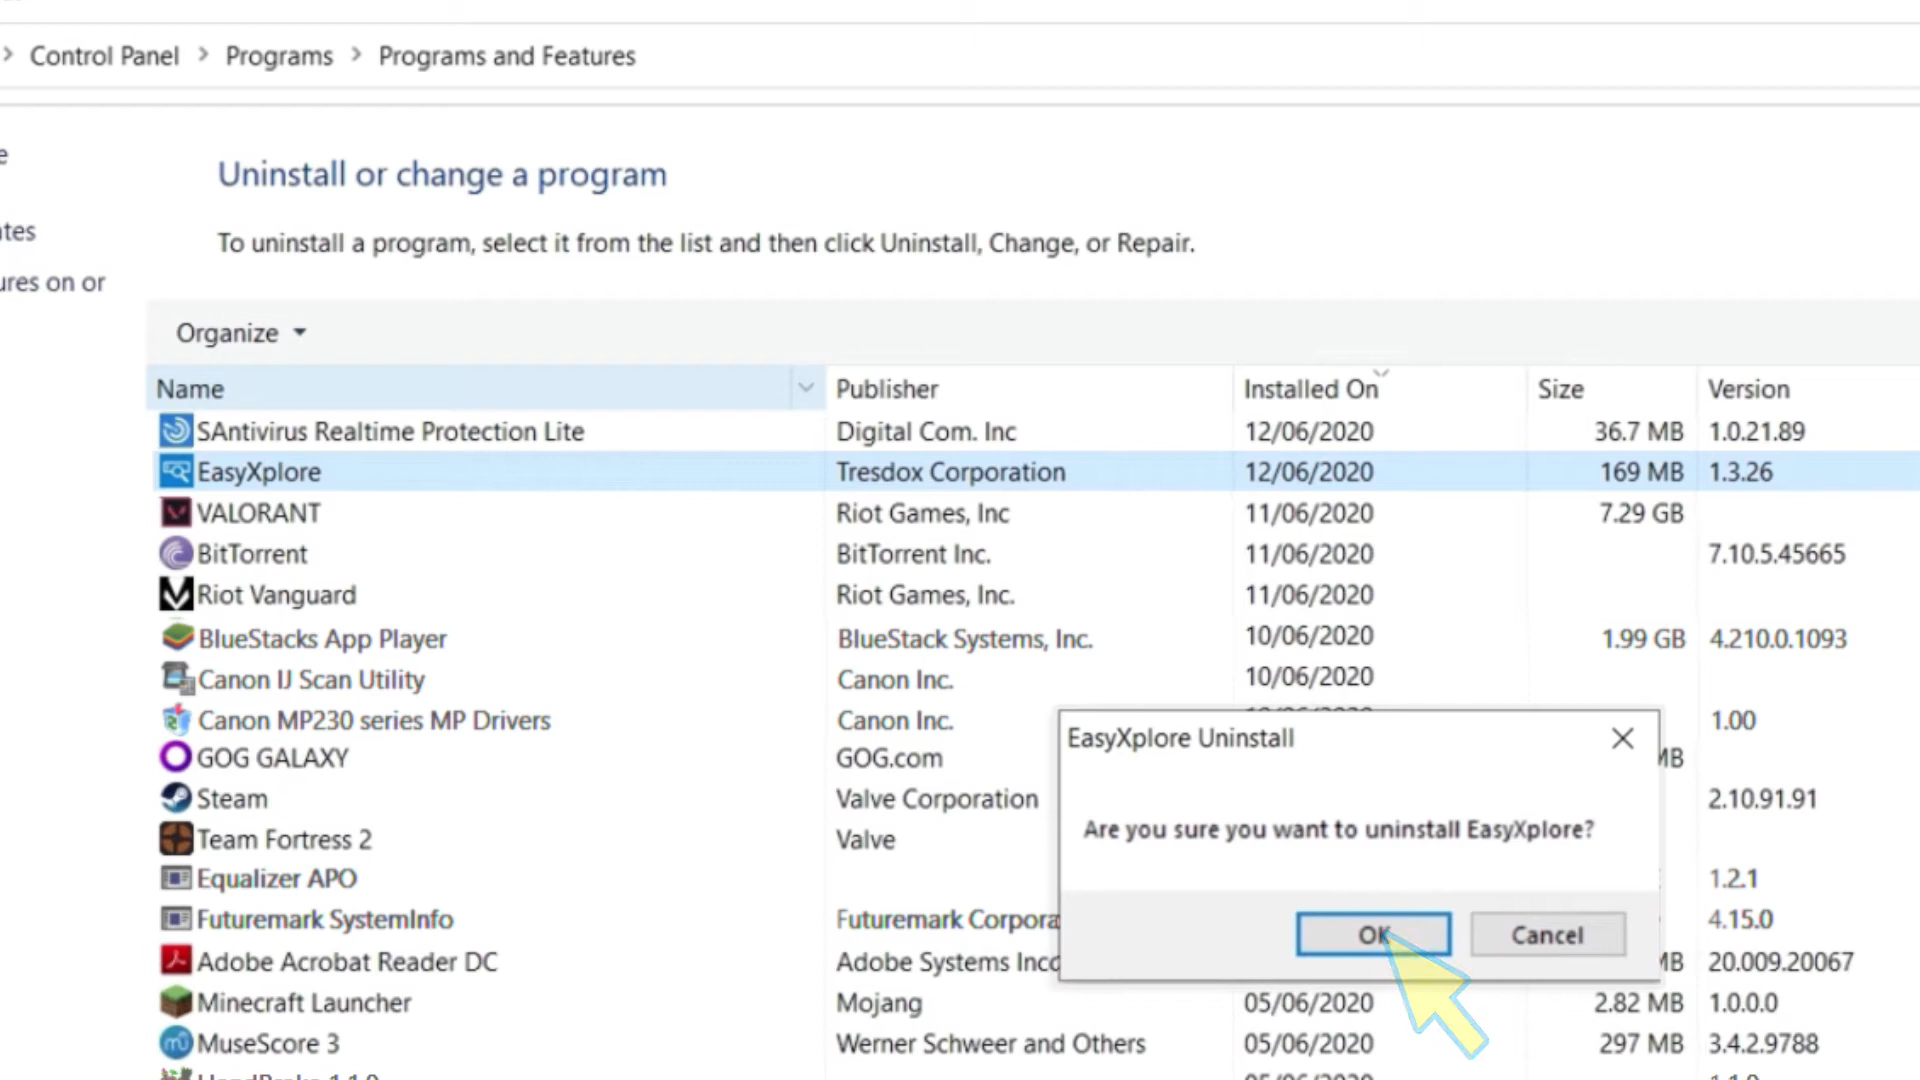 Control Panel > Programs > Programs and Features
Uninstall or change a program
To uninstall a program, select it from the list and then click Uninstall, Change, or Repair.
ures on or
Organize
Name Publisher Installed On Size Version
SAntivirus Realtime Protection Lite Digital Com. Inc 12/06/2020 36.7 MB 1.0.21.89
EasyXplore Tresdox Corporation 12/06/2020 169 MB 1.3.26
VALORANT Riot Games, Inc 11/06/2020 7.29 GB
BitTorrent BitTorrent Inc. 11/06/2020 7.10.5.45665
Riot Vanguard Riot Games, Inc. 11/06/2020
BlueStacks App Player BlueStack Systems, Inc. 10/06/2020 1.99 GB 4.210.0.1093
Canon IJ Scan Utility Canon Inc. 10/06/2020
Canon MP230 series MP Drivers Canon Inc. 1.00
GOG GALAXY GOG.com MB
Steam Valve Corporation 2.10.91.91
Team Fortress 2 Valve
Equalizer APO 1.2.1
Futuremark SystemInfo Futuremark Corpora 4.15.0
Adobe Acrobat Reader DC Adobe Systems Inco MB 20.009.20067
Minecraft Launcher Mojang 05/06/2020 2.82 MB 1.0.0.0
MuseScore 3 Werner Schweer and Others 05/06/2020 297 MB 3.4.2.9788
EasyXplore Uninstall
Are you sure you want to uninstall EasyXplore?
OK Cancel